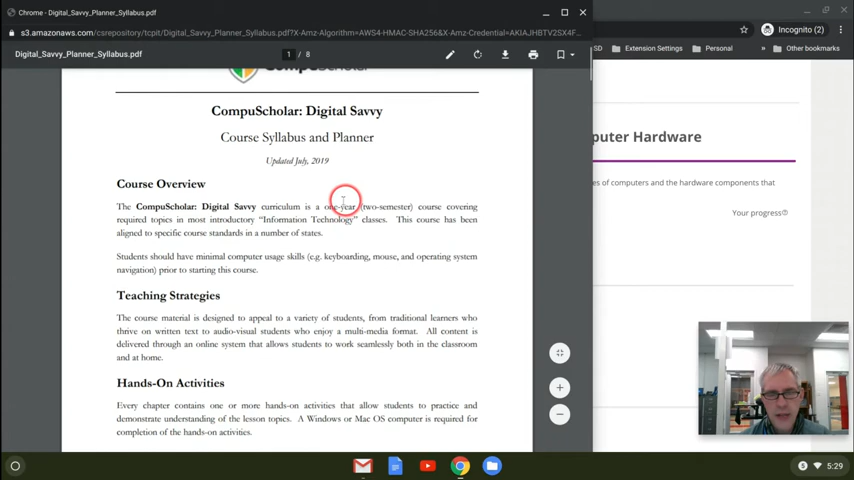 Chrome - Digital_Savvy_Planner_Syllabus.pdf
s3.amazonaws.com/csrepository/tcpit/Digital_Savvy_Planner_Syllabus.pdf?X-Amz-Algorithm=AWS4-HMAC-SHA256&X-Amz-Credential=AKIAJHBTV2SX4F...
Incognito (2)
Digital_Savvy_Planner_Syllabus.pdf
1 / 8
SD
Extension Settings
Personal
»
Other bookmarks
CompuScholar: Digital Savvy
Course Syllabus and Planner
Updated July, 2019
Course Overview
The CompuScholar: Digital Savvy curriculum is a one-year (two-semester) course covering
required topics in most introductory “Information Technology” classes. This course has been
aligned to specific course standards in a number of states.
Students should have minimal computer usage skills (e.g. keyboarding, mouse, and operating system
navigation) prior to starting this course.
Teaching Strategies
The course material is designed to appeal to a variety of students, from traditional learners who
thrive on written text to audio-visual students who enjoy a multi-media format. All content is
delivered through an online system that allows students to work seamlessly both in the classroom
and at home.
Hands-On Activities
Every chapter contains one or more hands-on activities that allow students to practice and
demonstrate understanding of the lesson topics. A Windows or Mac OS computer is required for
completion of the hands-on activities.
puter Hardware
es of computers and the hardware components that
Your progress
5:29